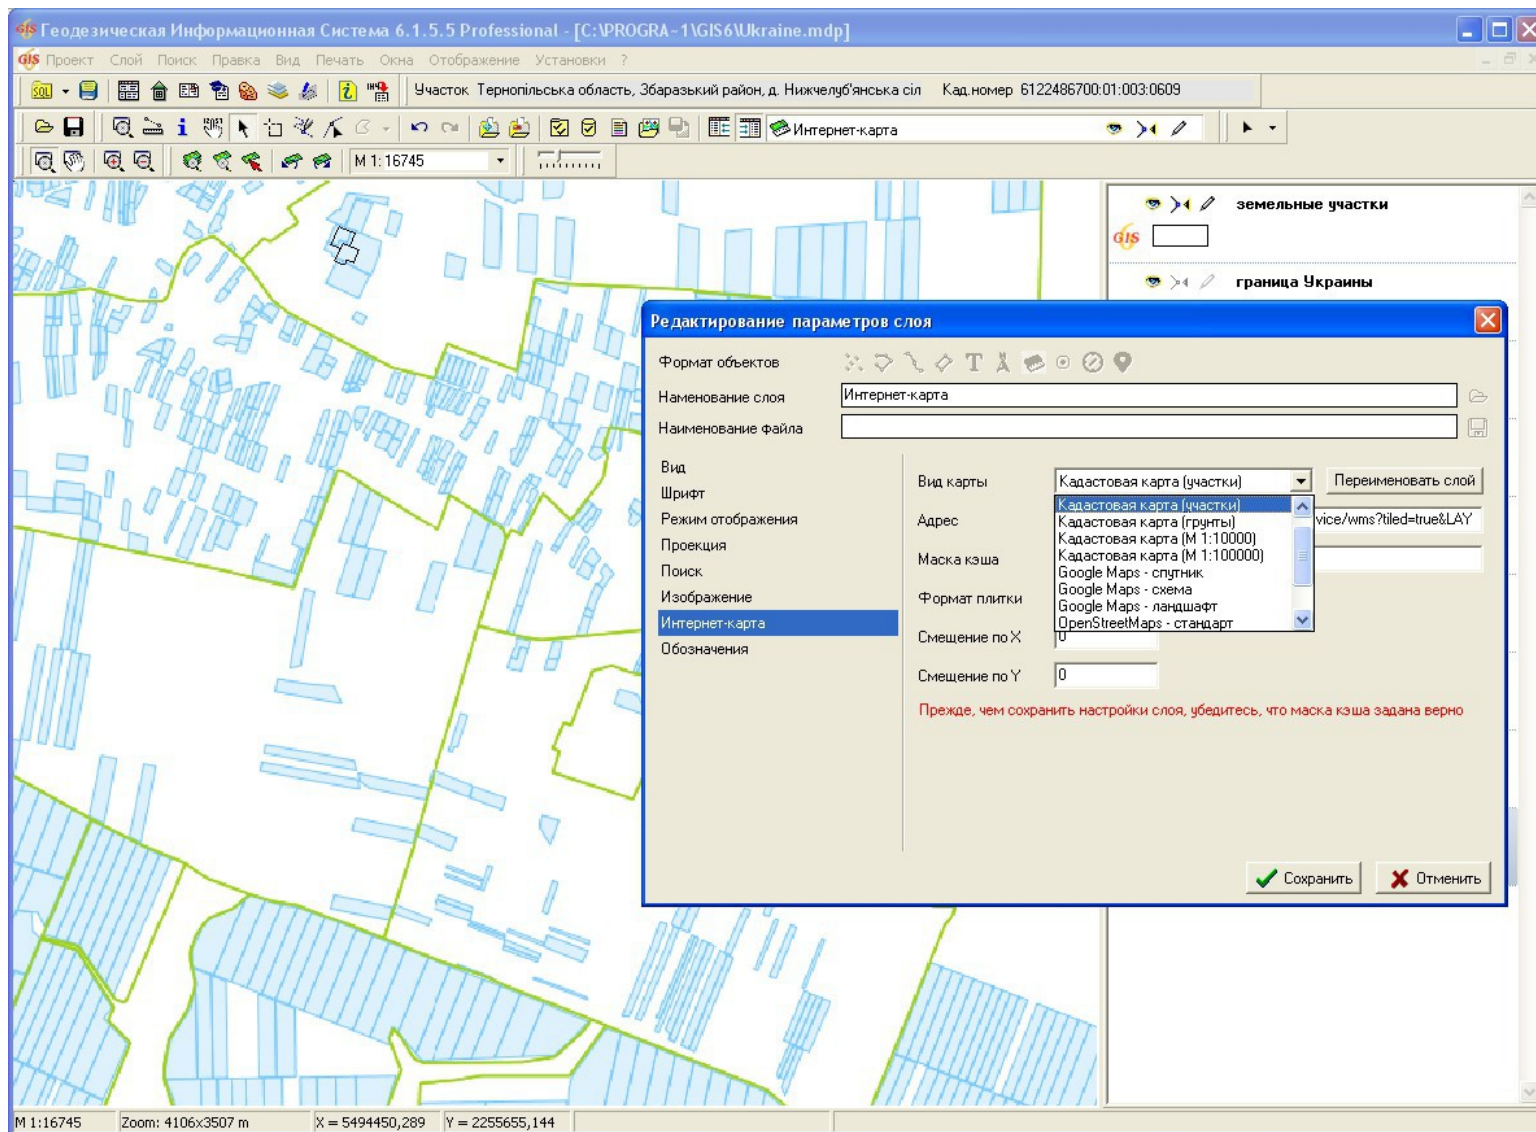 GIS Геодезическая Информационная Система 6.1.5.5 Professional - [C:\PROGRA~1\GIS6\Ukraine.mdp]
GIS Проект Слой Поиск Правка Вид Печать Окна Отображение Установки ?
SQL Участок Тернопільська область, Збаразький район, д. Нижчелуб'янська сіл Кад.номер 6122486700:01:003:0609
Интернет-карта
M 1: 16745
земельные участки
GIS
граница Украины
Редактирование параметров слоя
Формат объектов
Наменование слоя Интернет-карта
Наименование файла
Вид
Шрифт
Режим отображения
Проекция
Поиск
Изображение
Интернет-карта
Обозначения
Вид карты Кадастовая карта (участки) Переименовать слой
Кадастовая карта (участки)
Кадастовая карта (грунты)
Кадастовая карта (М 1:10000)
Кадастовая карта (М 1:100000)
Google Maps - спутник
Google Maps - схема
Google Maps - ландшафт
OpenStreetMaps - стандарт
Адрес vice/wms?tiled=true&LAY
Маска кэша
Формат плитки
Смещение по X 0
Смещение по Y 0
Прежде, чем сохранить настройки слоя, убедитесь, что маска кэша задана верно
Сохранить Отменить
M 1:16745 Zoom: 4106x3507 m X = 5494450,289 Y = 2255655,144